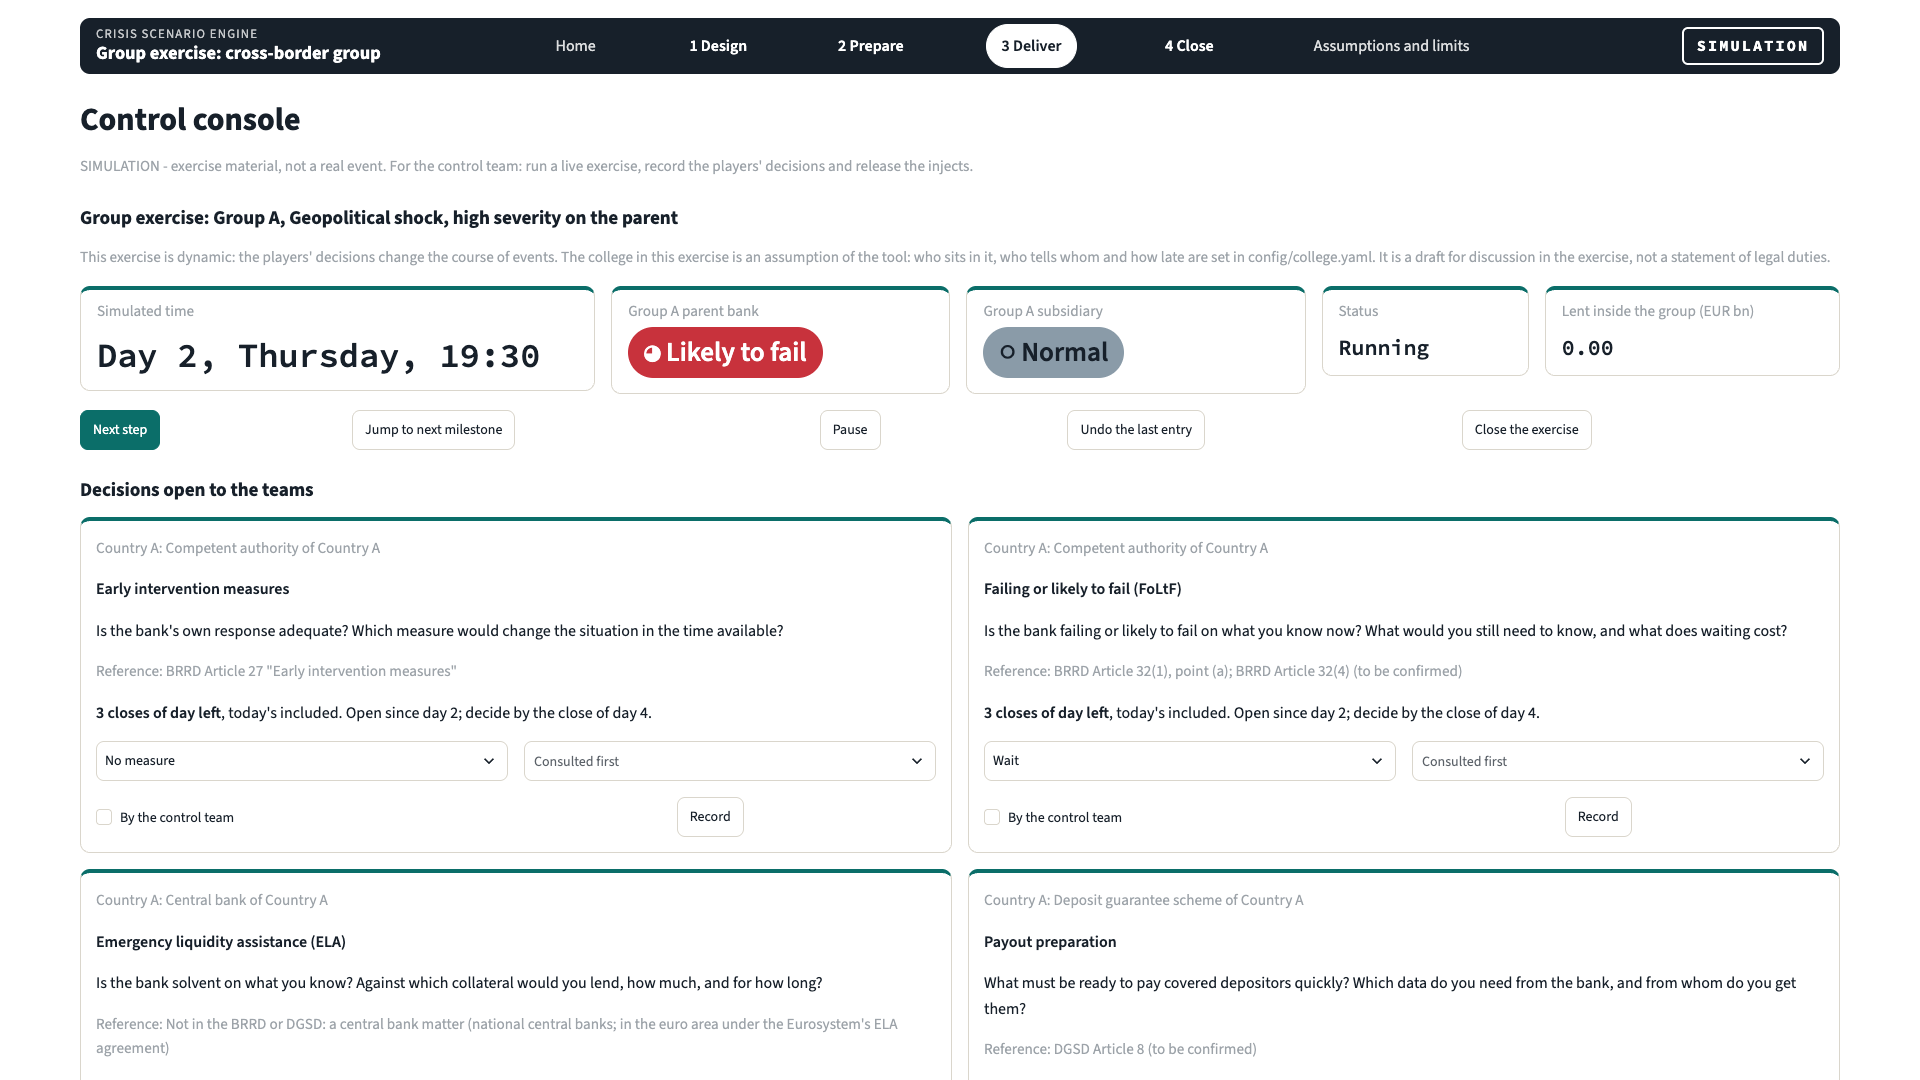 CRISIS SCENARIO ENGINE
Group exercise: cross-border group
Home
1 Design
2 Prepare
3 Deliver
4 Close
Assumptions and limits
SIMULATION
Control console
SIMULATION - exercise material, not a real event. For the control team: run a live exercise, record the players' decisions and release the injects.
Group exercise: Group A, Geopolitical shock, high severity on the parent
This exercise is dynamic: the players' decisions change the course of events. The college in this exercise is an assumption of the tool: who sits in it, who tells whom and how late are set in config/college.yaml. It is a draft for discussion in the exercise, not a statement of legal duties.
Simulated time
Day 2, Thursday, 19:30
Group A parent bank
Likely to fail
Group A subsidiary
Normal
Status
Running
Lent inside the group (EUR bn)
0.00
Next step
Jump to next milestone
Pause
Undo the last entry
Close the exercise
Decisions open to the teams
Country A: Competent authority of Country A
Early intervention measures
Is the bank's own response adequate? Which measure would change the situation in the time available?
Reference: BRRD Article 27 "Early intervention measures"
3 closes of day left, today's included. Open since day 2; decide by the close of day 4.
No measure
Consulted first
By the control team
Record
Country A: Competent authority of Country A
Failing or likely to fail (FoLtF)
Is the bank failing or likely to fail on what you know now? What would you still need to know, and what does waiting cost?
Reference: BRRD Article 32(1), point (a); BRRD Article 32(4) (to be confirmed)
3 closes of day left, today's included. Open since day 2; decide by the close of day 4.
Wait
Consulted first
By the control team
Record
Country A: Central bank of Country A
Emergency liquidity assistance (ELA)
Is the bank solvent on what you know? Against which collateral would you lend, how much, and for how long?
Reference: Not in the BRRD or DGSD: a central bank matter (national central banks; in the euro area under the Eurosystem's ELA
agreement)
Country A: Deposit guarantee scheme of Country A
Payout preparation
What must be ready to pay covered depositors quickly? Which data do you need from the bank, and from whom do you get
them?
Reference: DGSD Article 8 (to be confirmed)